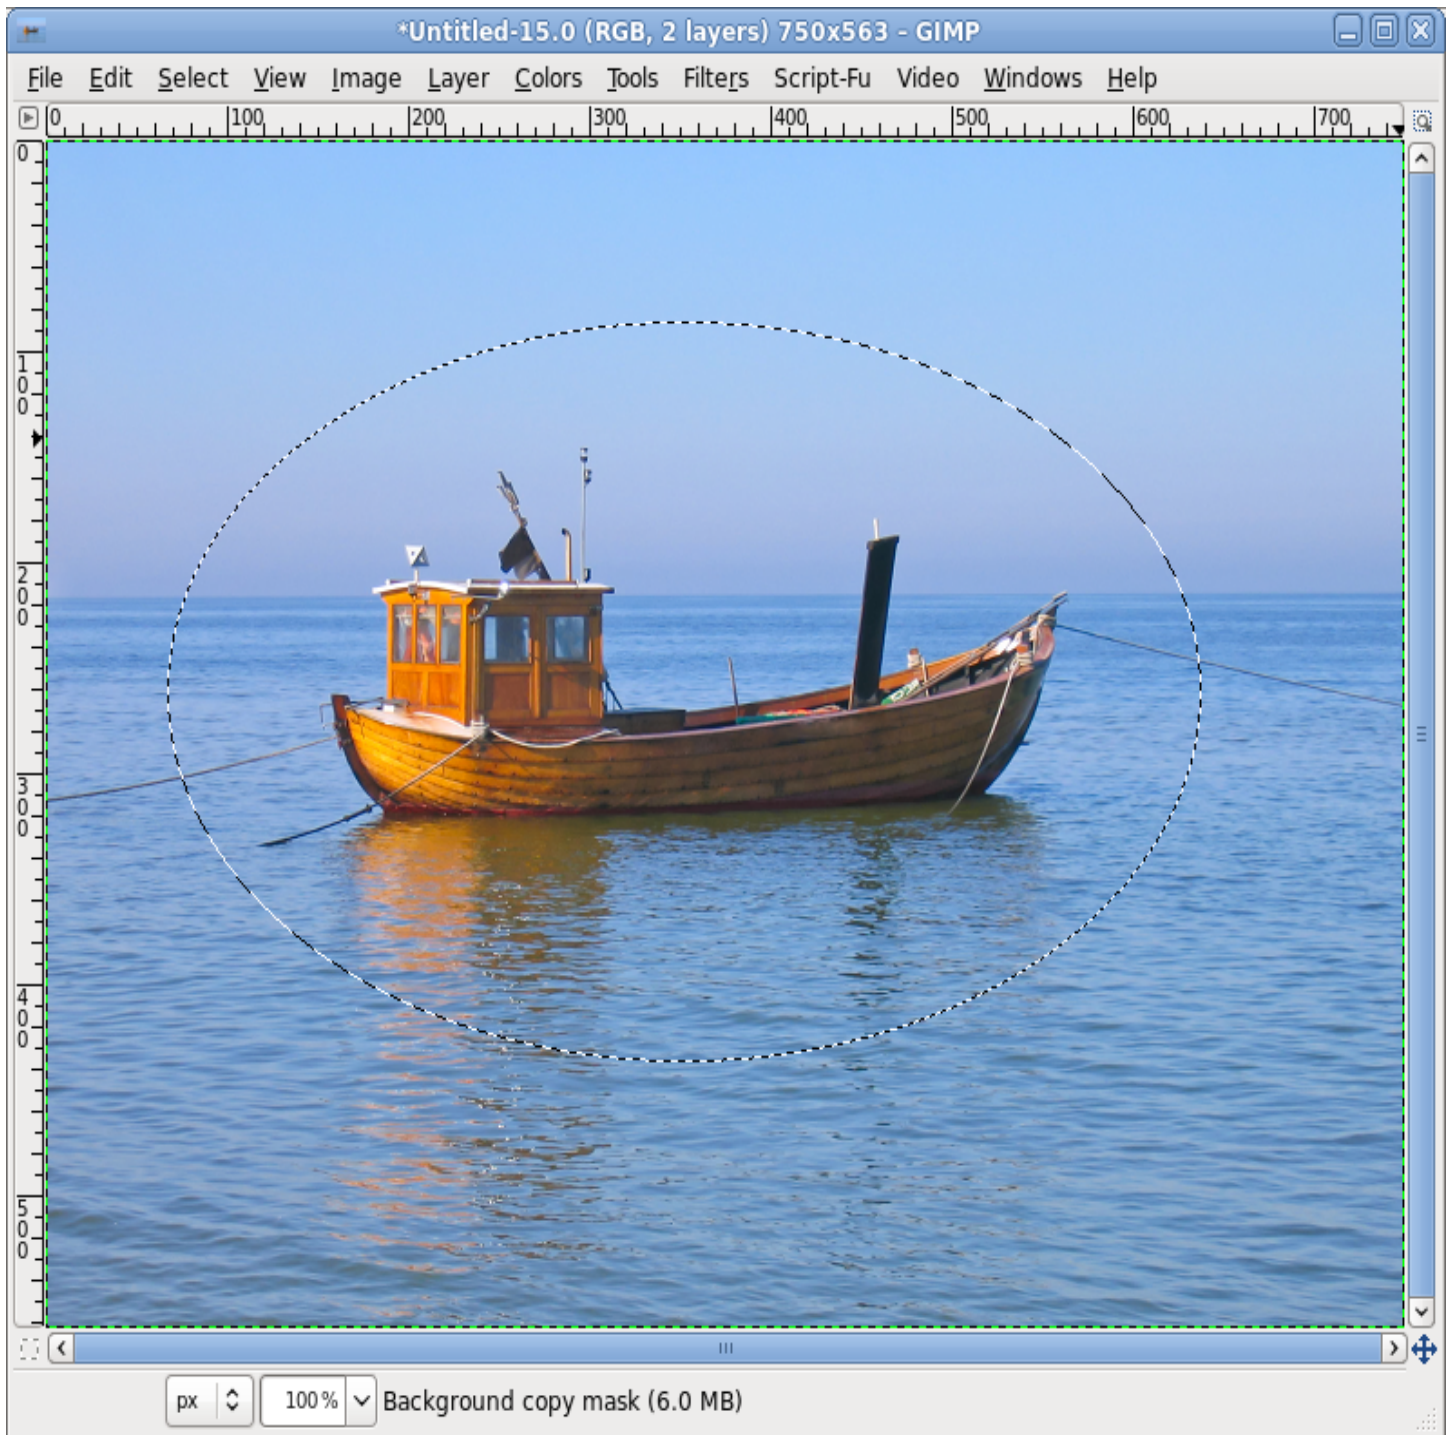 *Untitled-15.0 (RGB, 2 layers) 750x563 - GIMP
File Edit Select View Image Layer Colors Tools Filters Script-Fu Video Windows Help
0 100 200 300 400 500 600 700
0
100
200
300
400
500
px 100% Background copy mask (6.0 MB)